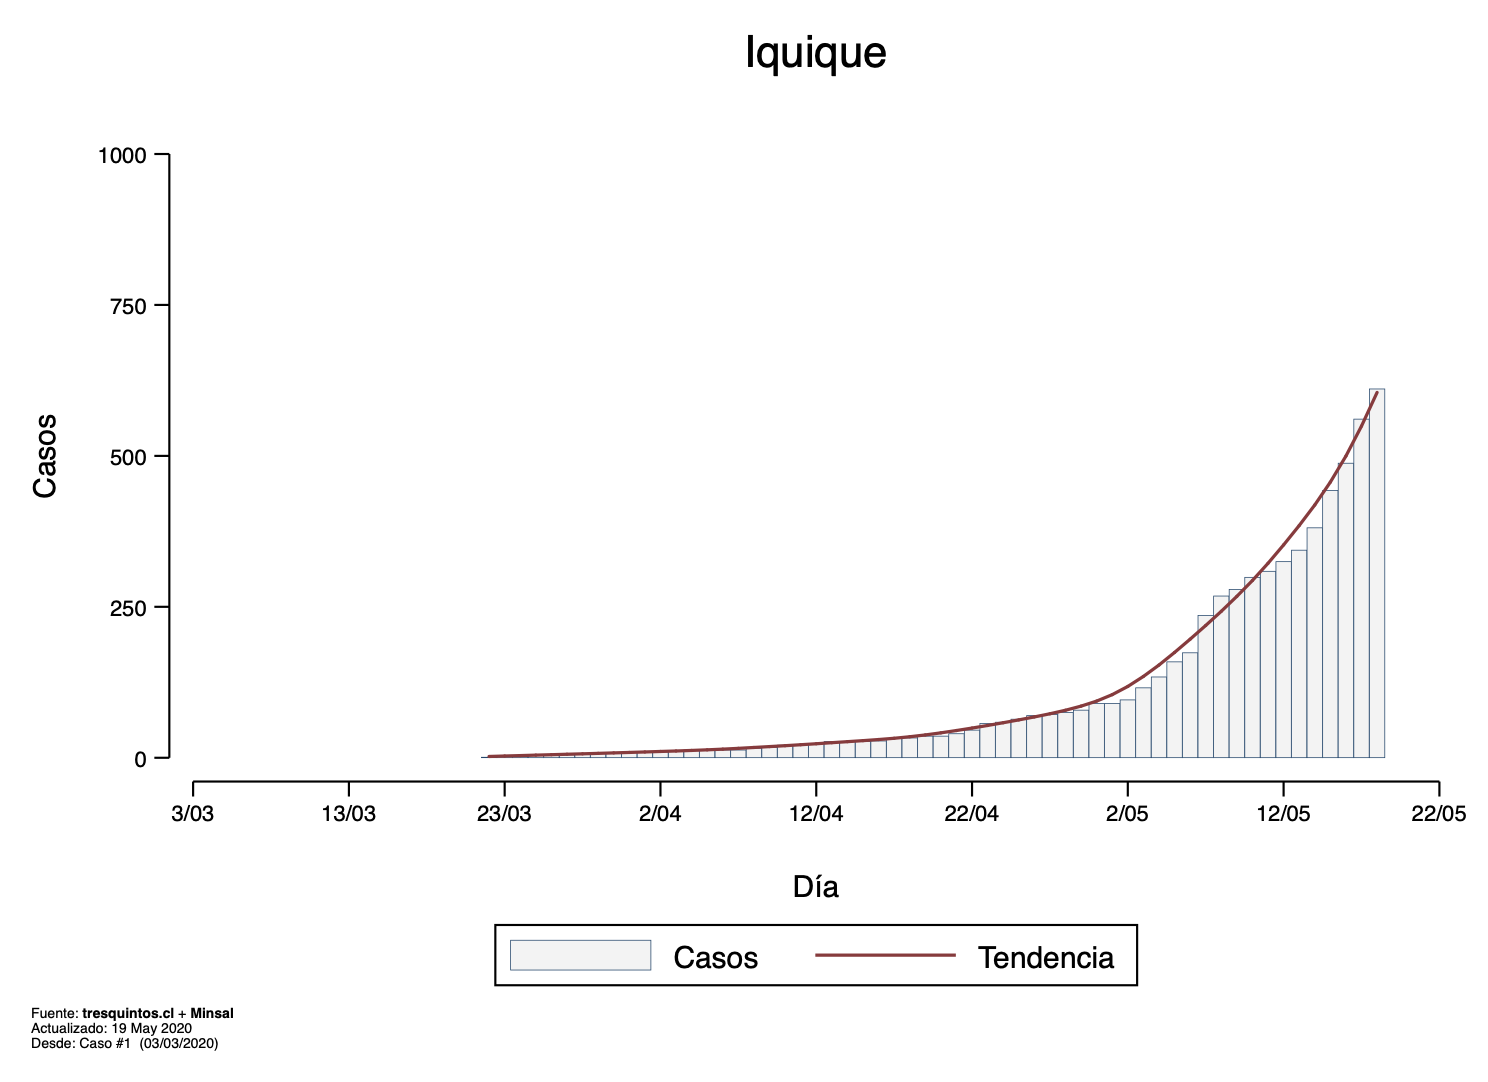 Iquique
1000
750
500
250
0
Casos
3/03 13/03 23/03 2/04 12/04 22/04 2/05 12/05 22/05
Día
Casos Tendencia
Fuente: tresquintos.cl + Minsal
Actualizado: 19 May 2020
Desde: Caso #1 (03/03/2020)